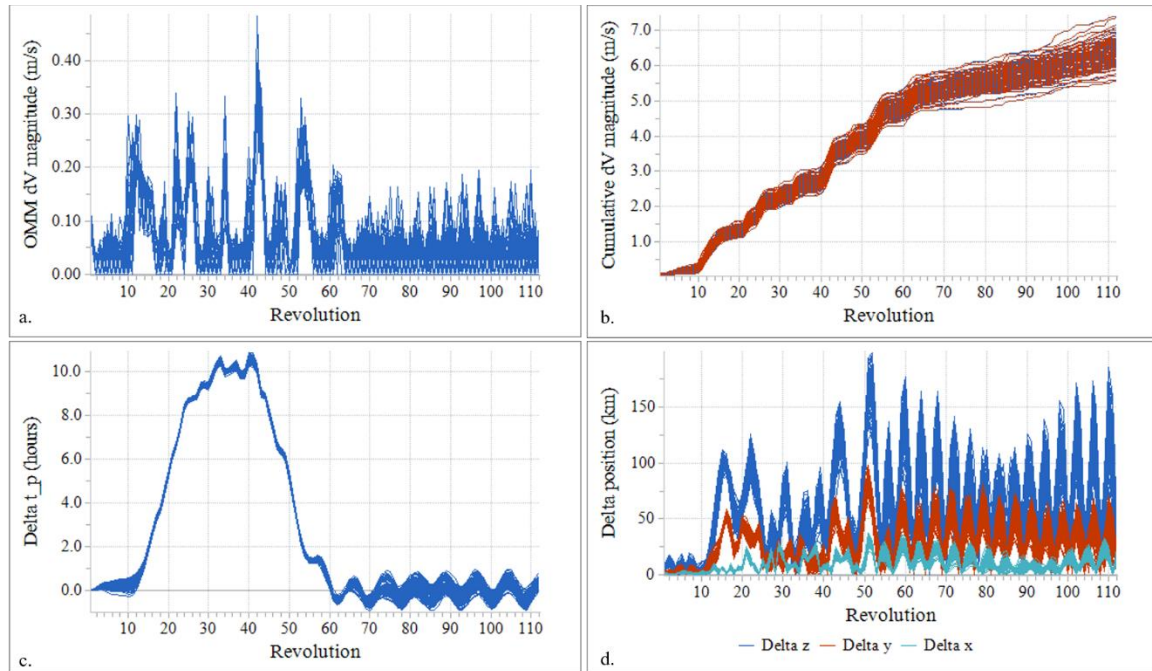 OMM dV magnitude (m/s)
0.40
0.30
0.20
0.10
0.00
10 20 30 40 50 60 70 80 90 100 110
Revolution
a.
Cumulative dV magnitude (m/s)
7.0
6.0
5.0
4.0
3.0
2.0
1.0
10 20 30 40 50 60 70 80 90 100 110
Revolution
b.
Delta t_p (hours)
10.0
8.0
6.0
4.0
2.0
0.0
10 20 30 40 50 60 70 80 90 100 110
Revolution
c.
Delta position (km)
150
100
50
0
10 20 30 40 50 60 70 80 90 100 110
Revolution
Delta z Delta y Delta x
d.